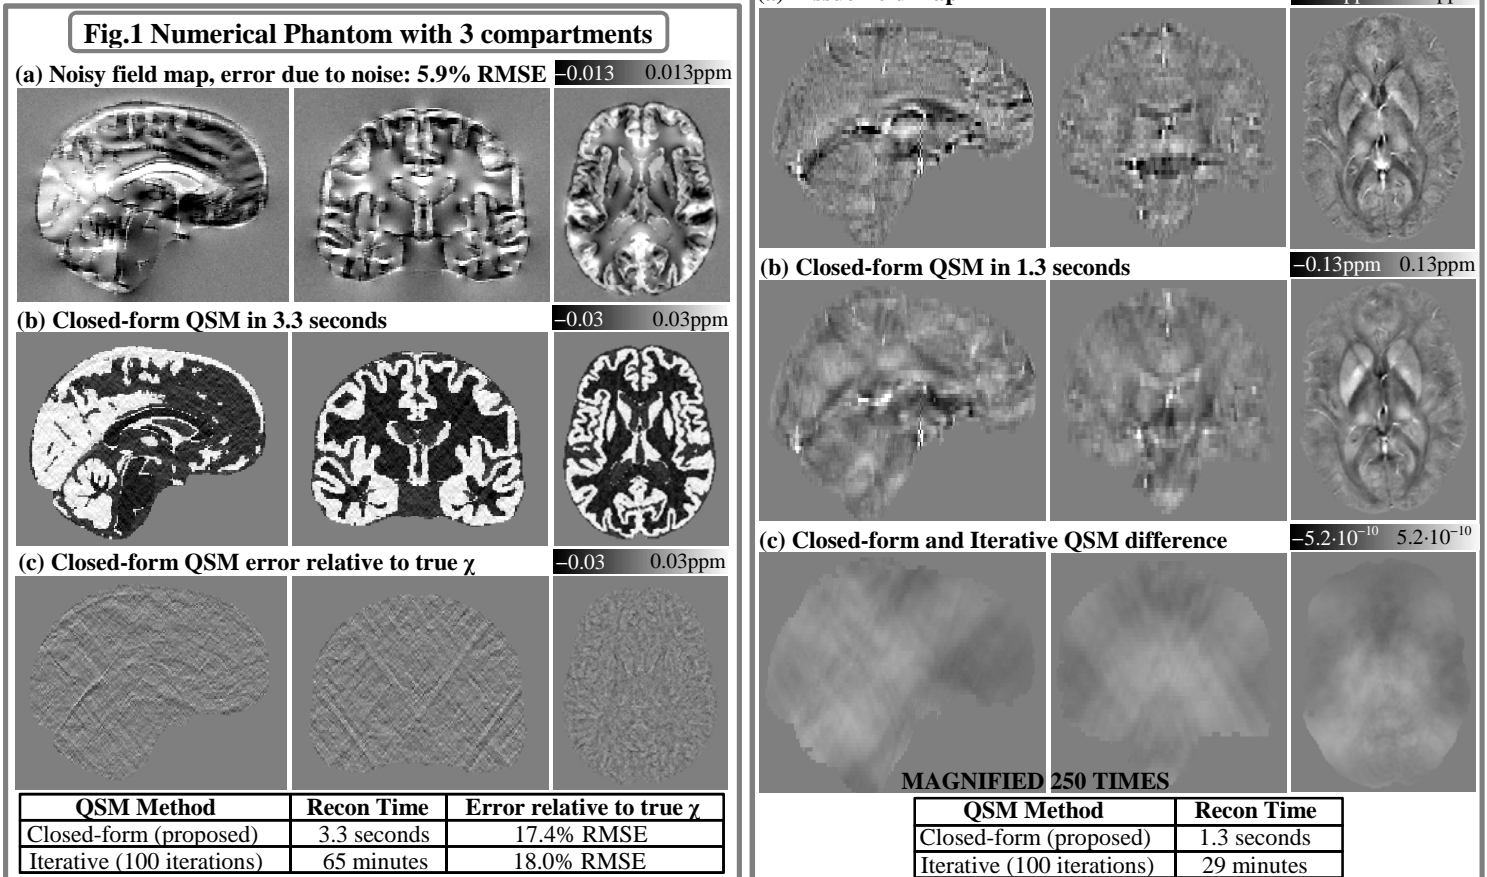 Fig.1 Numerical Phantom with 3 compartments
(a) Noisy field map, error due to noise: 5.9% RMSE
−0.013 0.013ppm
(b) Closed-form QSM in 3.3 seconds
−0.03 0.03ppm
(c) Closed-form QSM error relative to true χ
−0.03 0.03ppm
QSM Method Recon Time Error relative to true χ
Closed-form (proposed) 3.3 seconds 17.4% RMSE
Iterative (100 iterations) 65 minutes 18.0% RMSE
(b) Closed-form QSM in 1.3 seconds
−0.13ppm 0.13ppm
(c) Closed-form and Iterative QSM difference
−5.2·10⁻¹⁰ 5.2·10⁻¹⁰
MAGNIFIED 250 TIMES
QSM Method Recon Time
Closed-form (proposed) 1.3 seconds
Iterative (100 iterations) 29 minutes